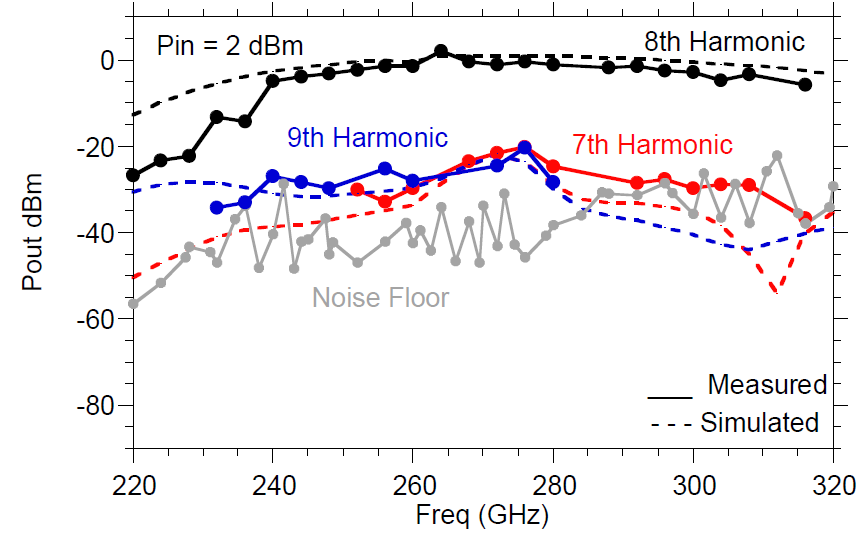 Pin = 2 dBm
8th Harmonic
9th Harmonic
7th Harmonic
Noise Floor
Measured
Simulated
Pout dBm
0
-20
-40
-60
-80
220
240
260
280
300
320
Freq (GHz)